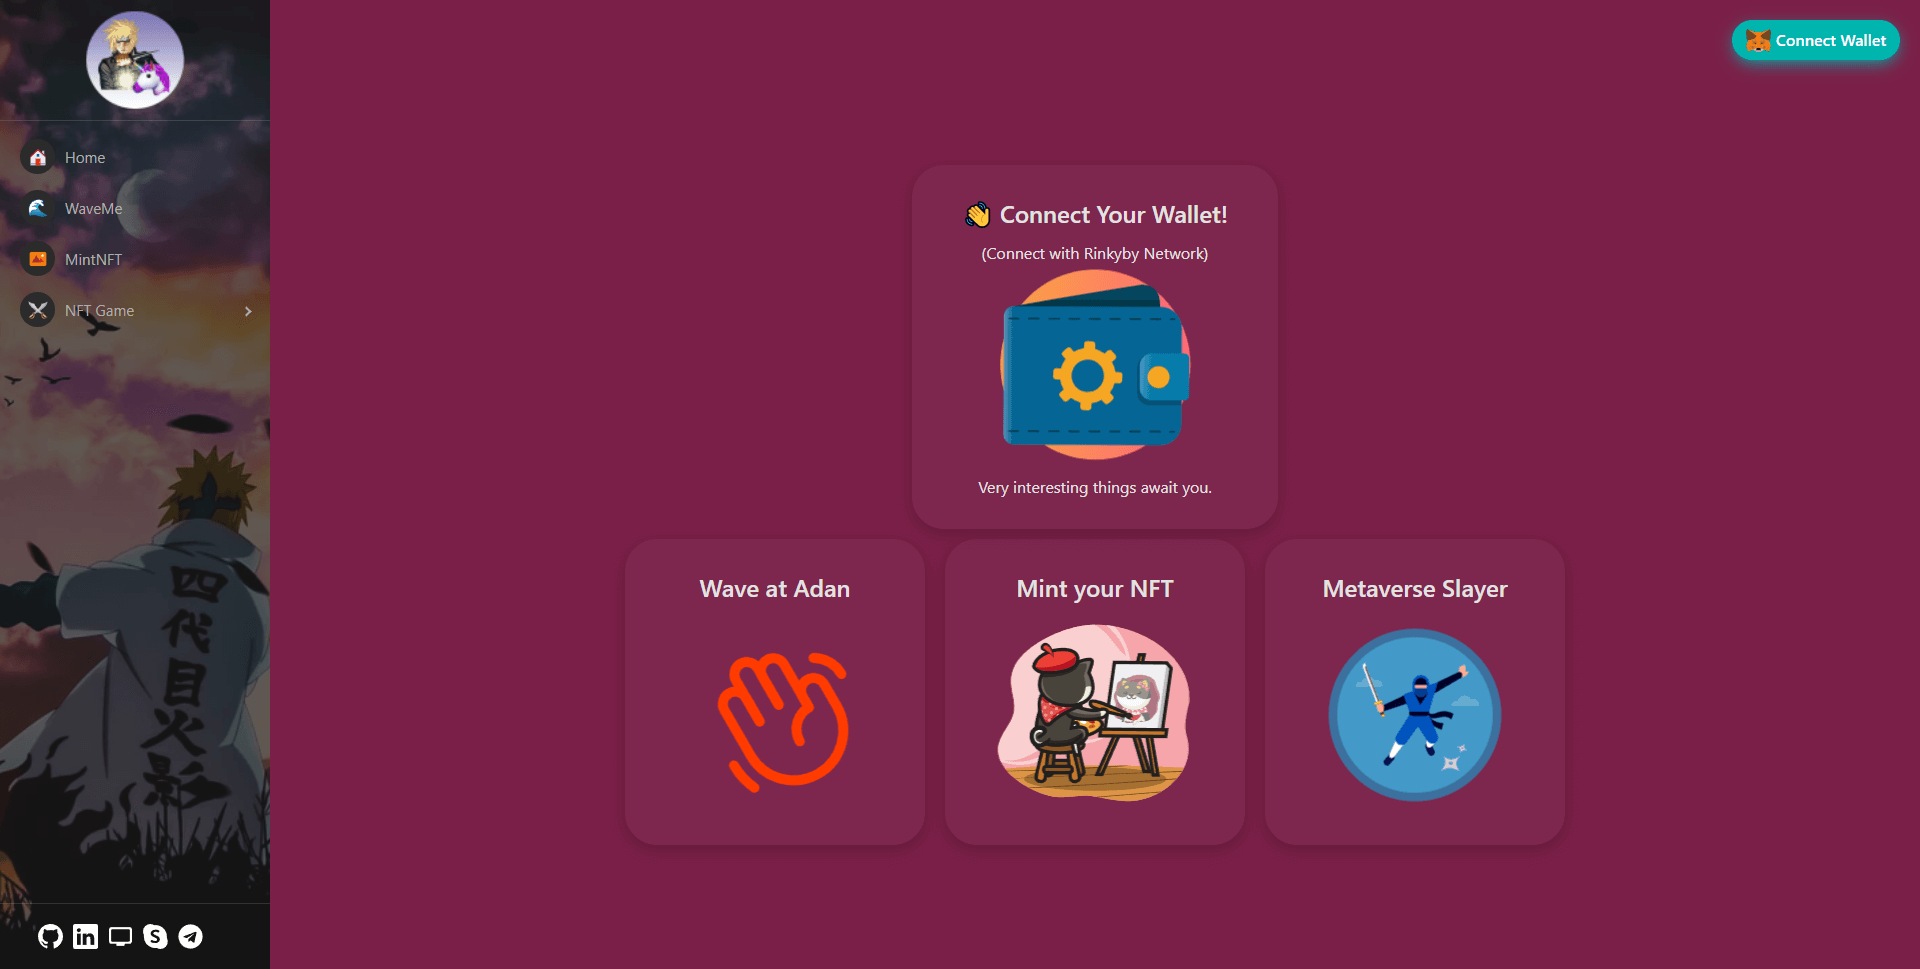 Home
WaveMe
MintNFT
NFT Game
四代目火影
Connect Wallet
Connect Your Wallet!
(Connect with Rinkyby Network)
Very interesting things await you.
Wave at Adan
Mint your NFT
Metaverse Slayer
in
S